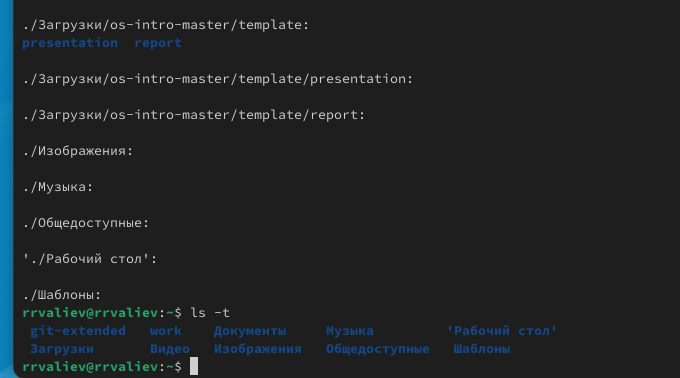 ./Загрузки/os-intro-master/template:
presentation  report
./Загрузки/os-intro-master/template/presentation:
./Загрузки/os-intro-master/template/report:
./Изображения:
./Музыка:
./Общедоступные:
'./Рабочий стол':
./Шаблоны:
rrvaliev@rrvaliev:~$ ls -t
 git-extended   work    Документы     Музыка         'Рабочий стол'
 Загрузки       Видео   Изображения   Общедоступные   Шаблоны
rrvaliev@rrvaliev:~$